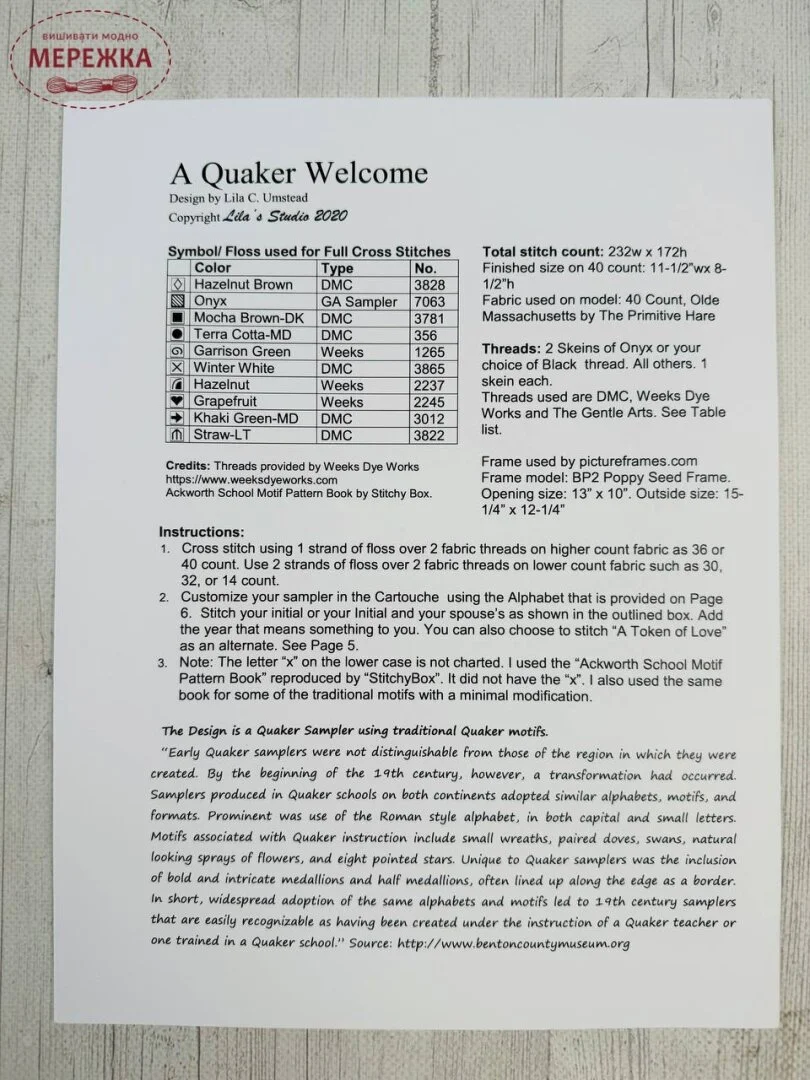 вишивати модно
МЕРЕЖКА
A Quaker Welcome
Design by Lila C. Umstead
Copyright Lila's Studio 2020
Symbol/ Floss used for Full Cross Stitches
Color Type No.
Hazelnut Brown DMC 3828
Onyx GA Sampler 7063
Mocha Brown-DK DMC 3781
Terra Cotta-MD DMC 356
Garrison Green Weeks 1265
Winter White DMC 3865
Hazelnut Weeks 2237
Grapefruit Weeks 2245
Khaki Green-MD DMC 3012
Straw-LT DMC 3822
Credits: Threads provided by Weeks Dye Works
https://www.weeksdyeworks.com
Ackworth School Motif Pattern Book by Stitchy Box.
Total stitch count: 232w x 172h
Finished size on 40 count: 11-1/2"wx 8-
1/2"h
Fabric used on model: 40 Count, Olde
Massachusetts by The Primitive Hare
Threads: 2 Skeins of Onyx or your
choice of Black thread. All others. 1
skein each.
Threads used are DMC, Weeks Dye
Works and The Gentle Arts. See Table
list.
Frame used by pictureframes.com
Frame model: BP2 Poppy Seed Frame.
Opening size: 13" x 10". Outside size: 15-
1/4" x 12-1/4"
Instructions:
1. Cross stitch using 1 strand of floss over 2 fabric threads on higher count fabric as 36 or
40 count. Use 2 strands of floss over 2 fabric threads on lower count fabric such as 30,
32, or 14 count.
2. Customize your sampler in the Cartouche using the Alphabet that is provided on Page
6. Stitch your initial or your Initial and your spouse's as shown in the outlined box. Add
the year that means something to you. You can also choose to stitch "A Token of Love"
as an alternate. See Page 5.
3. Note: The letter "x" on the lower case is not charted. I used the "Ackworth School Motif
Pattern Book" reproduced by "StitchyBox". It did not have the "x". I also used the same
book for some of the traditional motifs with a minimal modification.
The Design is a Quaker Sampler using traditional Quaker motifs.
"Early Quaker samplers were not distinguishable from those of the region in which they were
created. By the beginning of the 19th century, however, a transformation had occurred.
Samplers produced in Quaker schools on both continents adopted similar alphabets, motifs, and
formats. Prominent was use of the Roman style alphabet, in both capital and small letters.
Motifs associated with Quaker instruction include small wreaths, paired doves, swans, natural
looking sprays of flowers, and eight pointed stars. Unique to Quaker samplers was the inclusion
of bold and intricate medallions and half medallions, often lined up along the edge as a border.
In short, widespread adoption of the same alphabets and motifs led to 19th century samplers
that are easily recognizable as having been created under the instruction of a Quaker teacher or
one trained in a Quaker school." Source: http://www.bentoncountymuseum.org